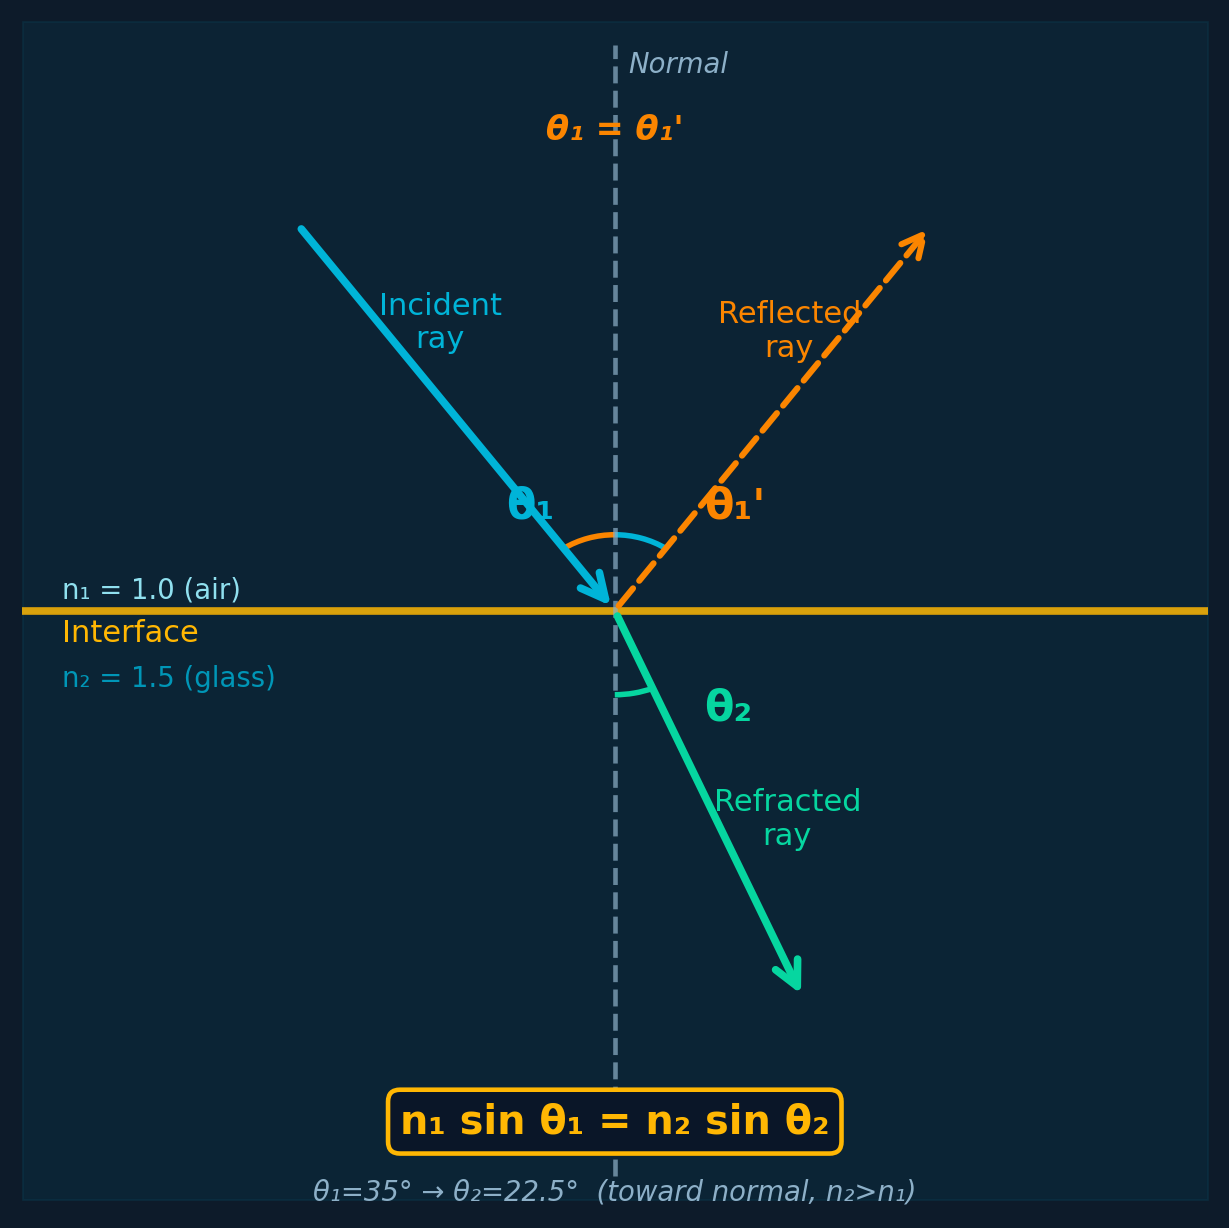 Normal
θ₁ = θ₁'
Incident
ray
Reflected
ray
θ₁
θ₁'
n₁ = 1.0 (air)
Interface
n₂ = 1.5 (glass)
θ₂
Refracted
ray
n₁ sin θ₁ = n₂ sin θ₂
θ₁=35° → θ₂=22.5°  (toward normal, n₂>n₁)